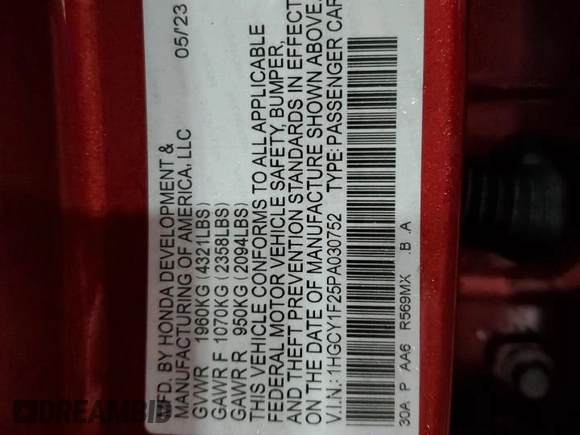 MFD. BY HONDA DEVELOPMENT & 05/'23
MANUFACTURING OF AMERICA, LLC
GVWR 1960KG (4321LBS)
GAWR F 1070KG (2358LBS)
GAWR R 950KG (2094LBS)
THIS VEHICLE CONFORMS TO ALL APPLICABLE
FEDERAL MOTOR VEHICLE SAFETY, BUMPER,
AND THEFT PREVENTION STANDARDS IN EFFECT
ON THE DATE OF MANUFACTURE SHOWN ABOVE.
V.I.N.:1HGCY1F25PA030752 TYPE:PASSENGER CAR
30A P AA6 R569MX .B .A
DREAMBID